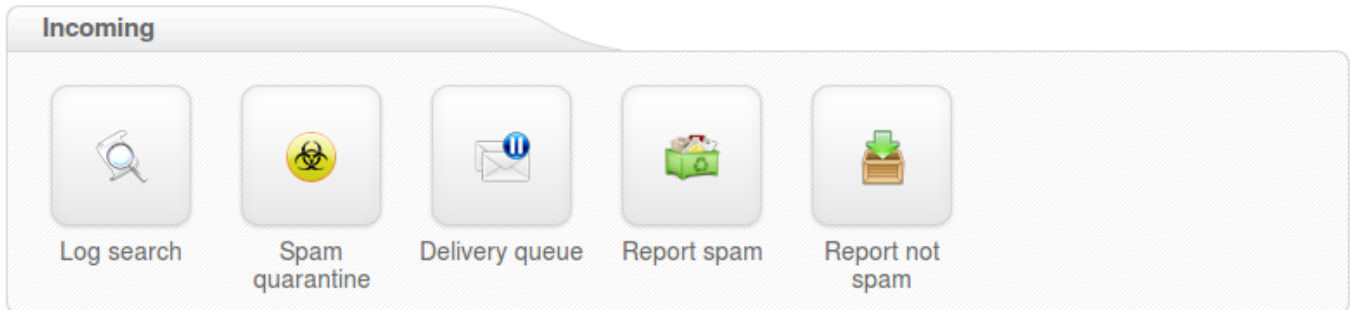 Incoming
Log search
Spam
quarantine
Delivery queue
Report spam
Report not
spam